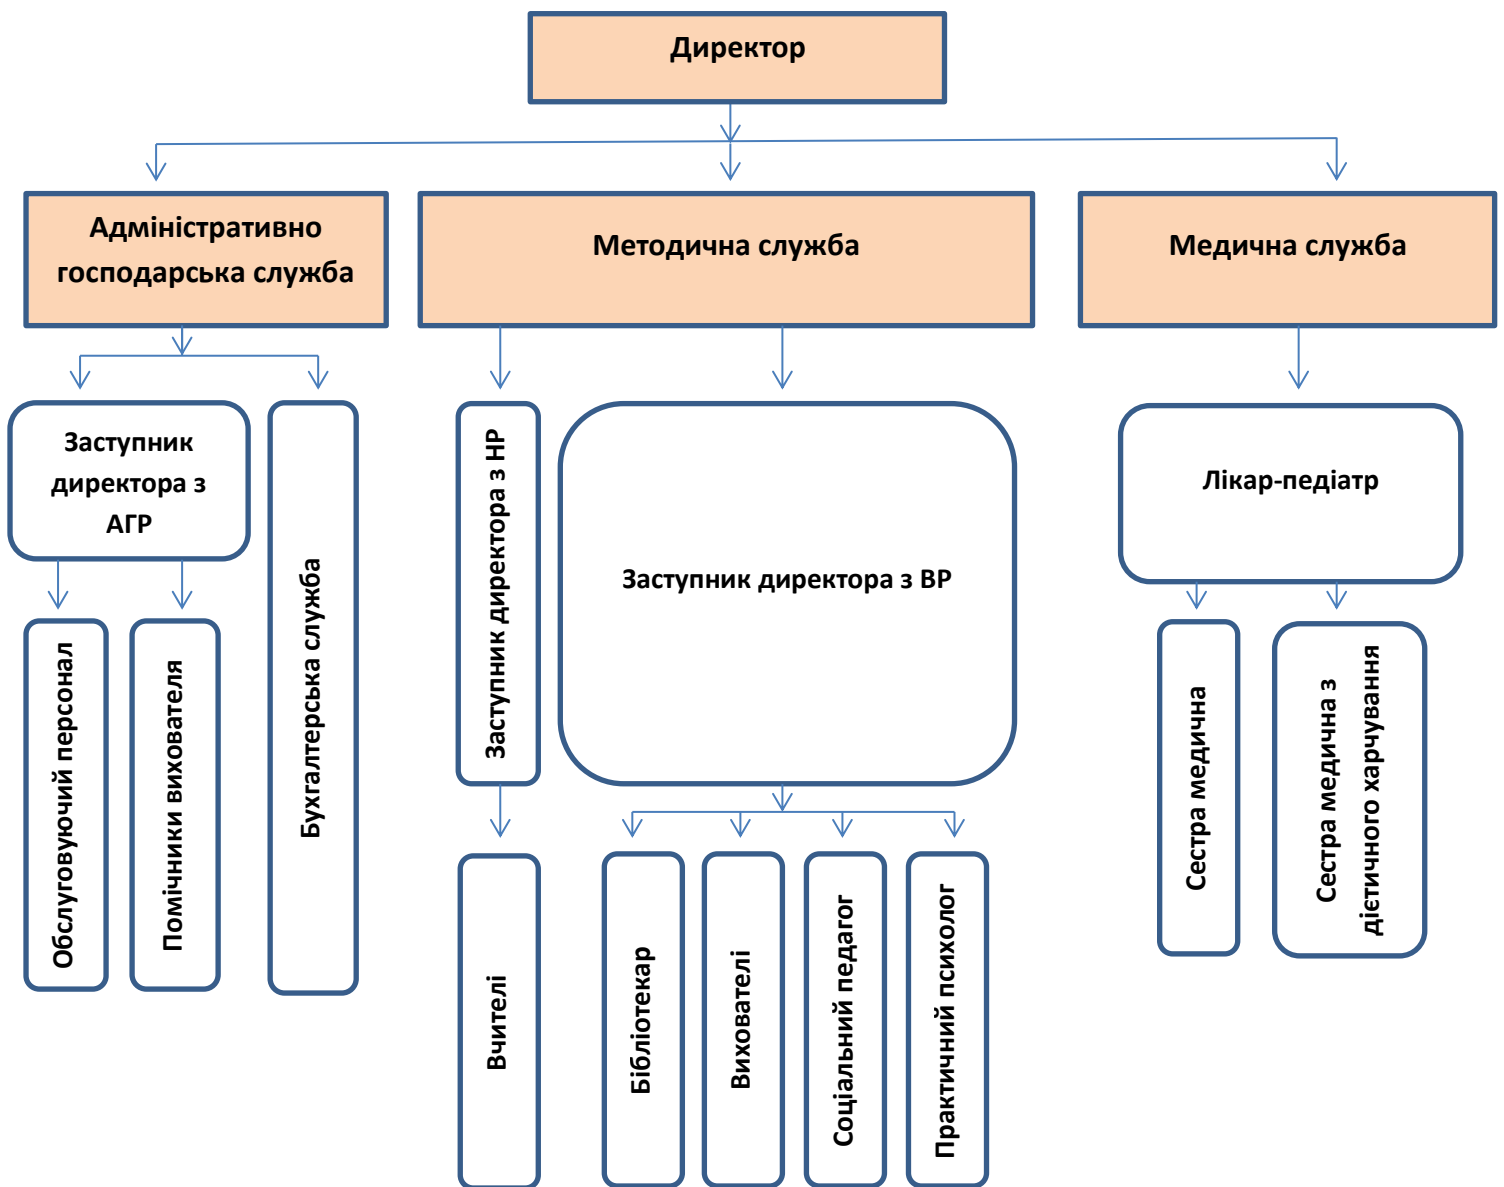 Директор
Адміністративно
господарська служба
Методична служба
Медична служба
Заступник
директора з
АГР
Бухгалтерська служба
Заступник директора з НР
Заступник директора з ВР
Лікар-педіатр
Обслуговуючий персонал
Помічники вихователя
Сестра медична
Сестра медична з
дієтичного харчування
Вчителі
Бібліотекар
Вихователі
Соціальний педагог
Практичний психолог